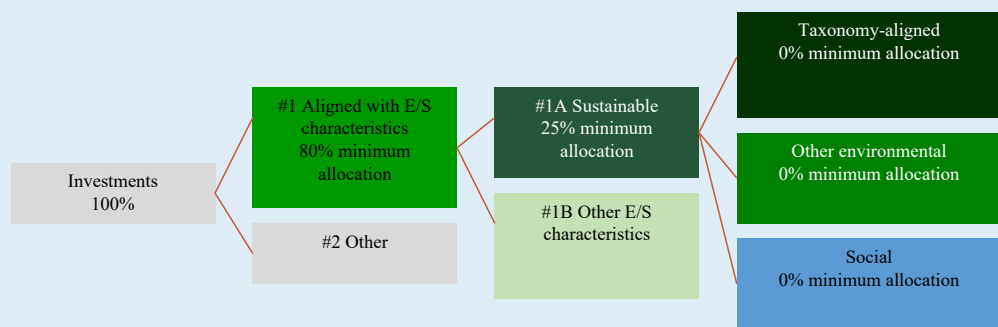 Investments
100%
#1 Aligned with E/S
characteristics
80% minimum
allocation
#2 Other
#1A Sustainable
25% minimum
allocation
#1B Other E/S
characteristics
Taxonomy-aligned
0% minimum allocation
Other environmental
0% minimum allocation
Social
0% minimum allocation